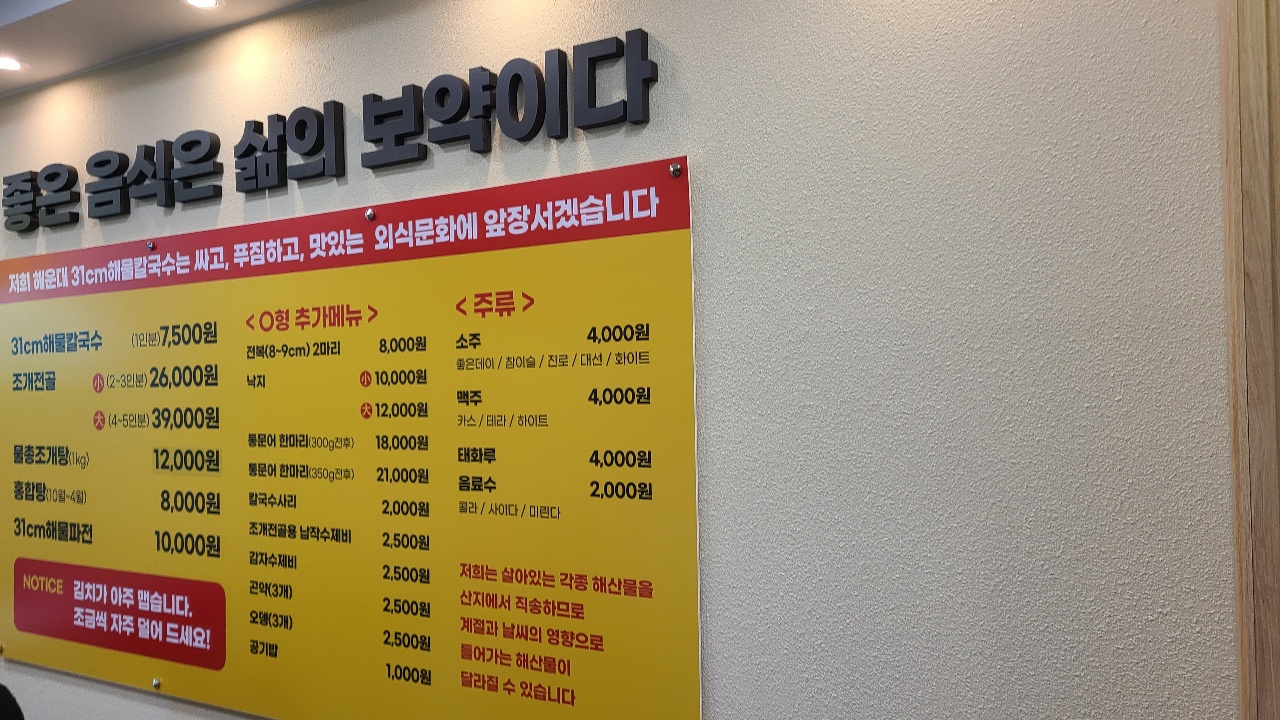 좋은 음식은 삶의 보약이다
저희 해운대 31cm해물칼국수는 싸고, 푸짐하고, 맛있는 외식문화에 앞장서겠습니다
31cm해물칼국수 (1인분)7,500원
조개전골 小 (2~3인분) 26,000원
大 (4~5인분) 39,000원
물총조개탕(1kg) 12,000원
홍합탕(10월~4월) 8,000원
31cm해물파전 10,000원
NOTICE 김치가 아주 맵습니다.
조금씩 자주 덜어 드세요!
< O형 추가메뉴 >
전복(8~9cm) 2마리 8,000원
낙지 小 10,000원
大 12,000원
통문어 한마리(300g전후) 18,000원
통문어 한마리(350g전후) 21,000원
칼국수사리 2,000원
조개전골용 납작수제비 2,500원
감자수제비 2,500원
곤약(3개) 2,500원
오뎅(3개) 2,500원
공기밥 1,000원
< 주류 >
소주 4,000원
좋은데이 / 참이슬 / 진로 / 대선 / 화이트
맥주 4,000원
카스 / 테라 / 하이트
태화루 4,000원
음료수 2,000원
콜라 / 사이다 / 미린다
저희는 살아있는 각종 해산물을
산지에서 직송하므로
계절과 날씨의 영향으로
들어가는 해산물이
달라질 수 있습니다